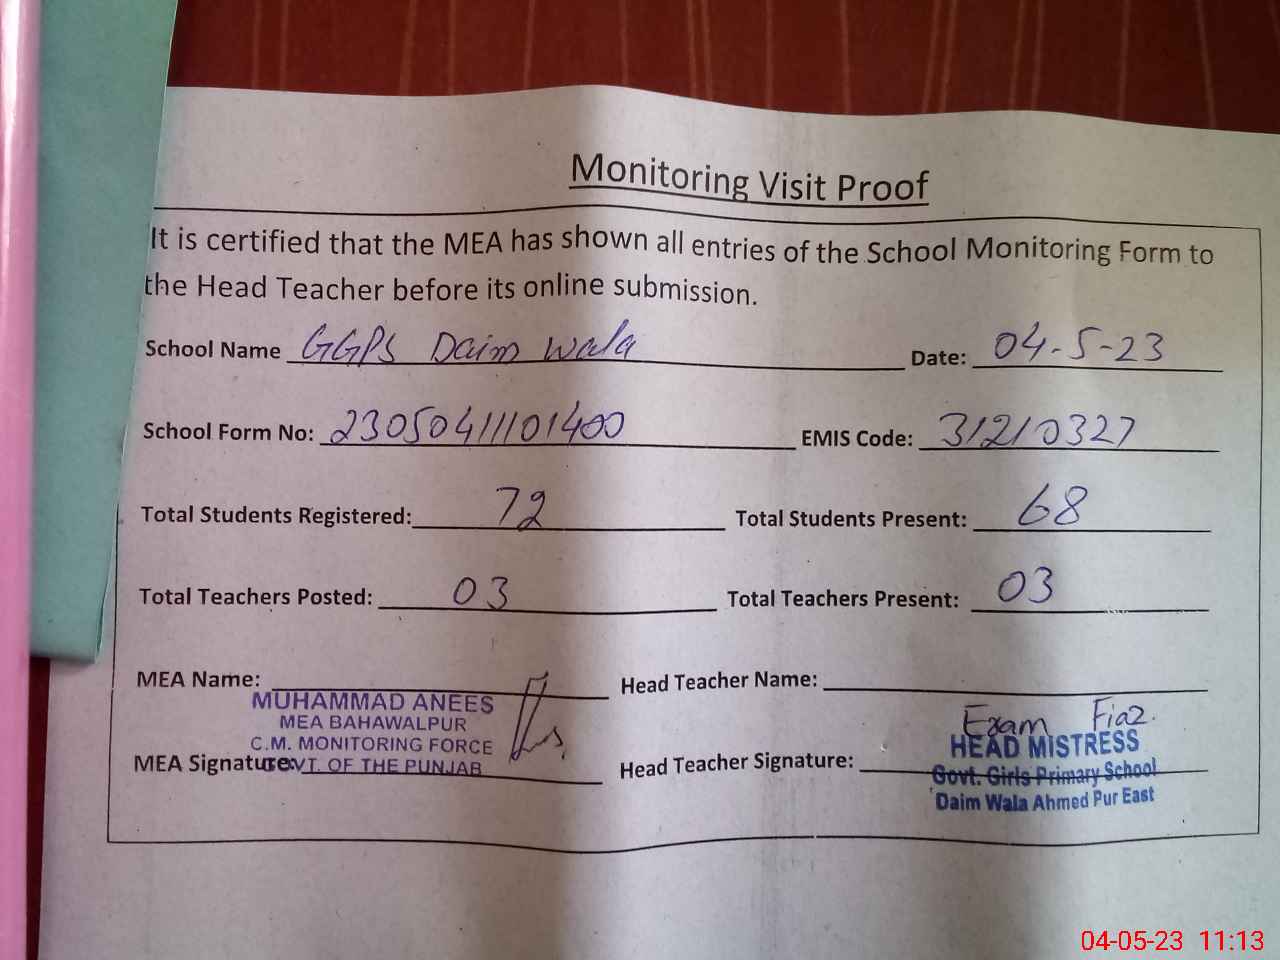 Monitoring Visit Proof
It is certified that the MEA has shown all entries of the School Monitoring Form to
the Head Teacher before its online submission.
School Name GGPS Daim Wala Date: 04-5-23
School Form No: 23050411101400 EMIS Code: 31210327
Total Students Registered: 72 Total Students Present: 68
Total Teachers Posted: 03 Total Teachers Present: 03
MEA Name: Head Teacher Name:
MUHAMMAD ANEES
MEA BAHAWALPUR
C.M. MONITORING FORCE
GOVT. OF THE PUNJAB
MEA Signature: Head Teacher Signature:
Exam Fiaz.
HEAD MISTRESS
Govt. Girls Primary School
Daim Wala Ahmed Pur East
04-05-23 11:13